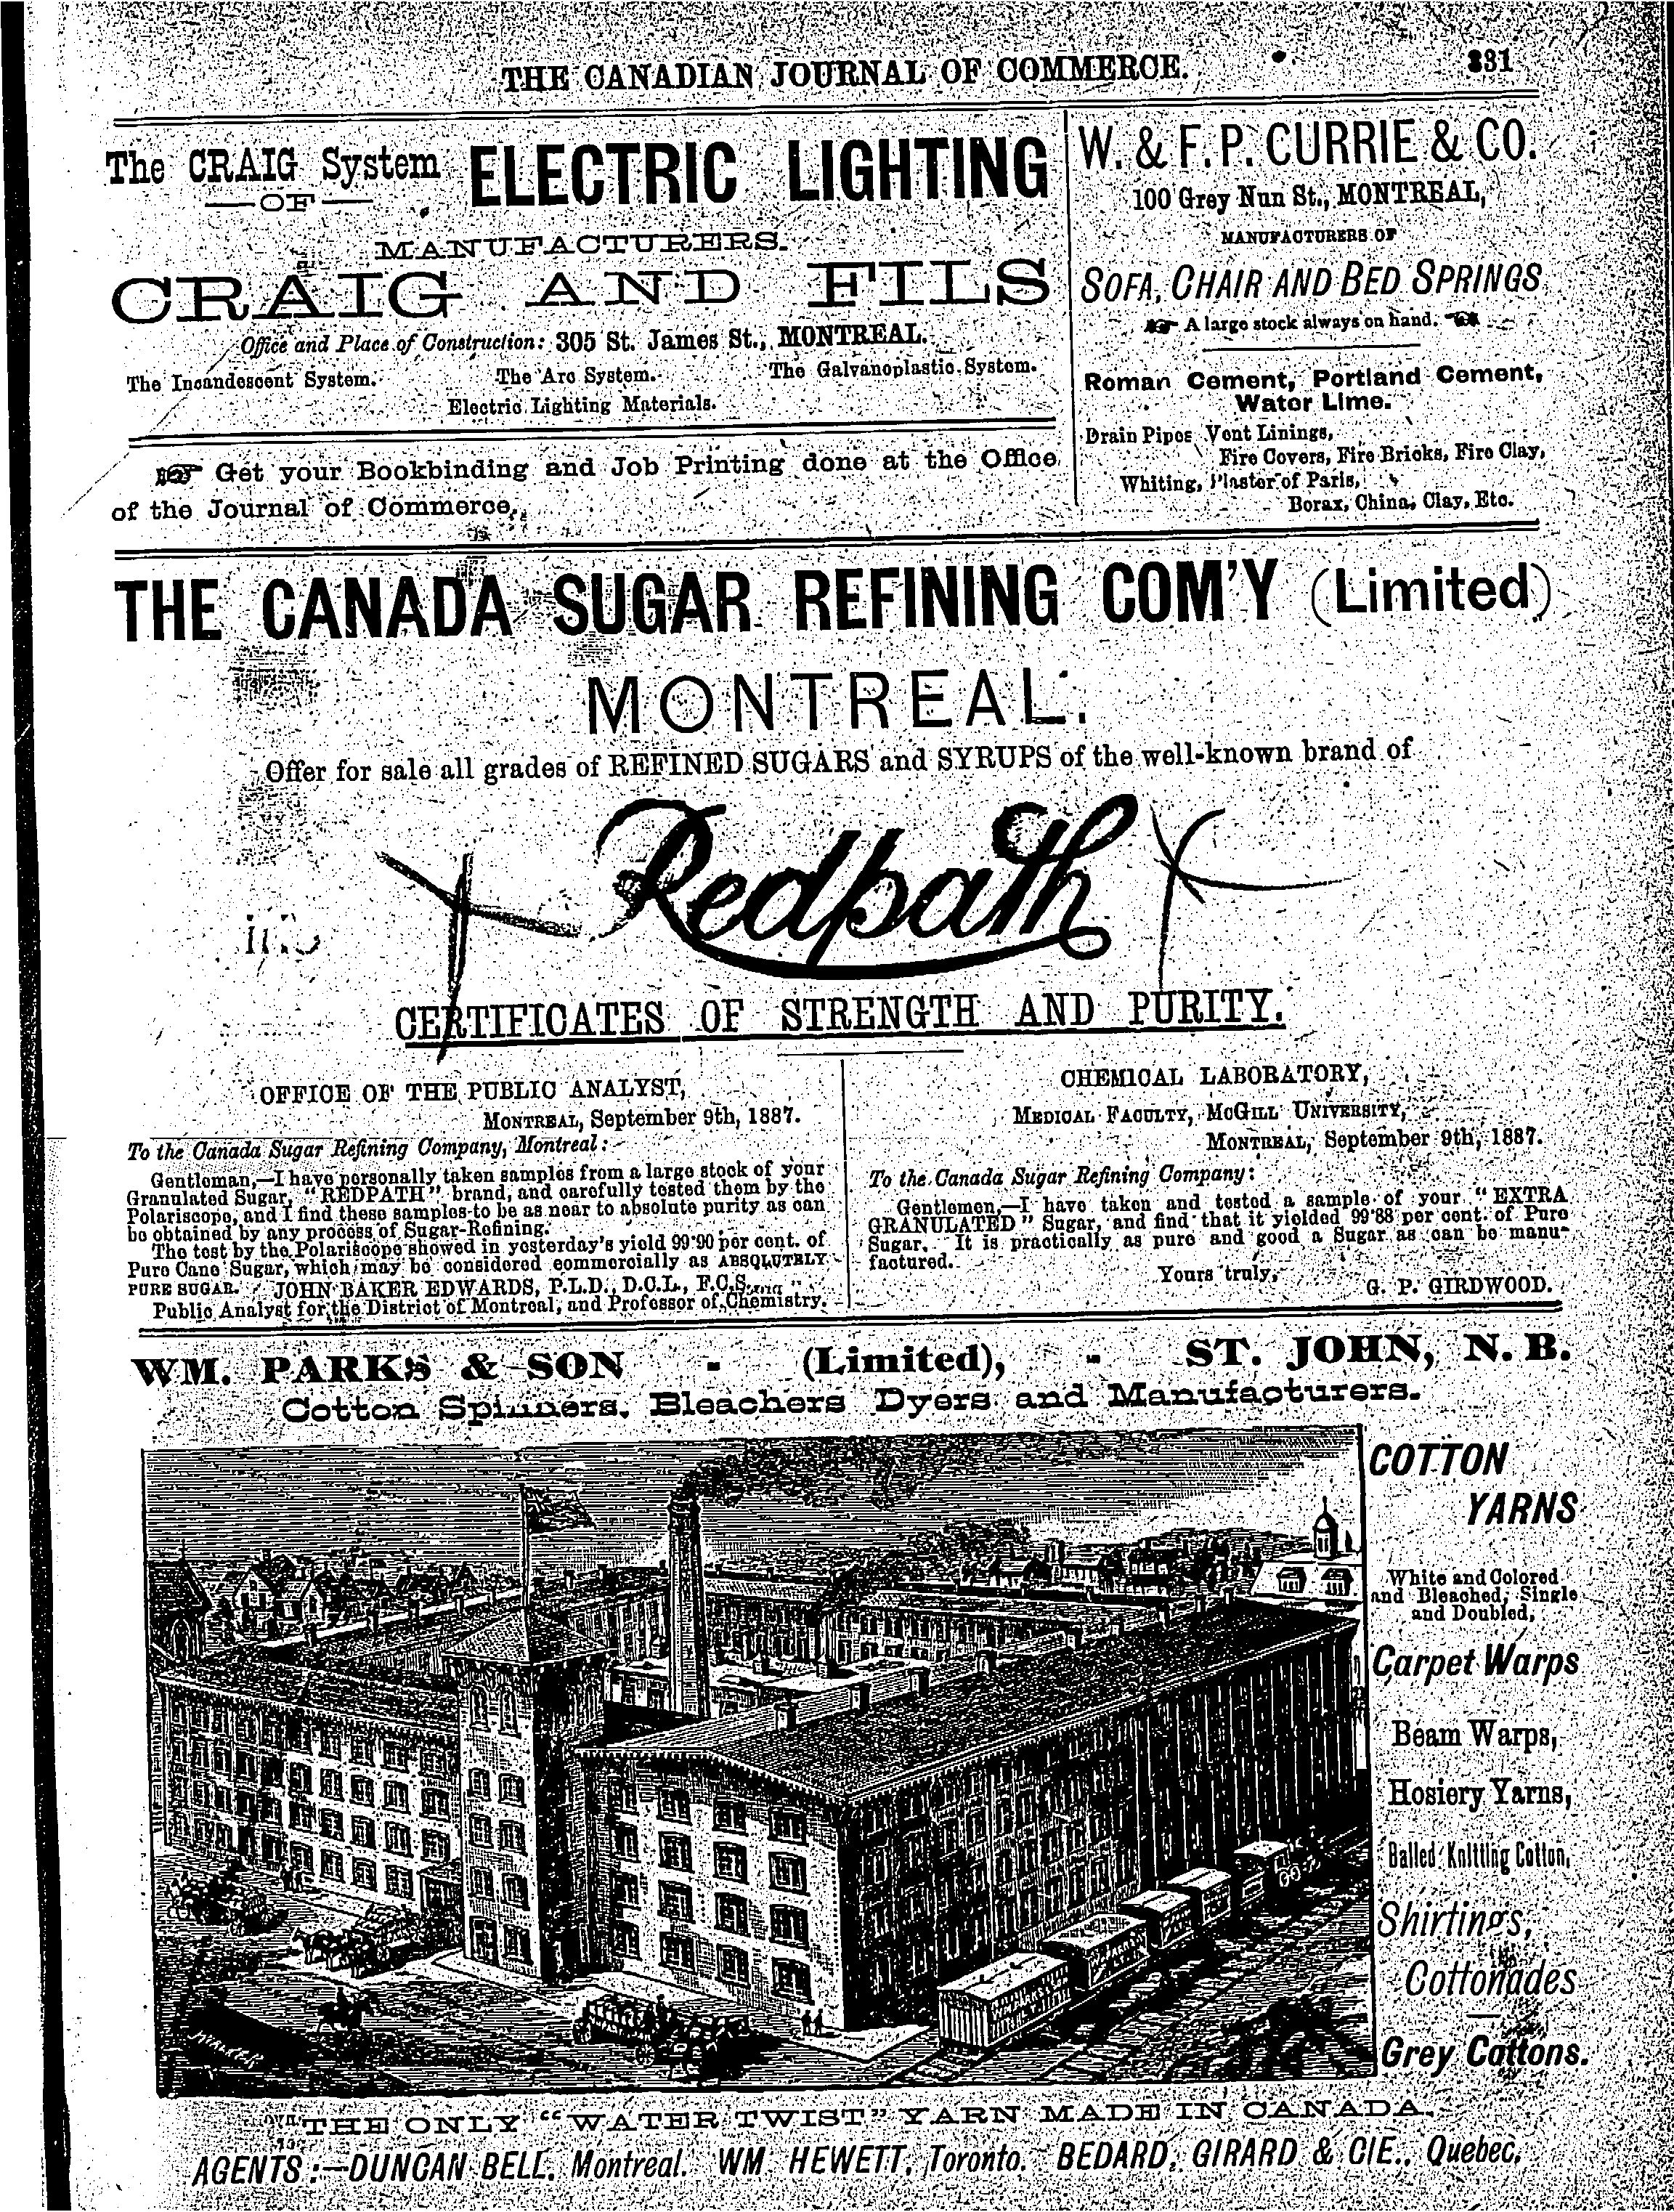 THE CANADIAN JOURNAL OF COMMERCE.
331
The CRAIG System
—OF—
ELECTRIC LIGHTING
MANUFACTURERS.
CRAIG AND FILS
Office and Place of Construction: 305 St. James St., MONTREAL.
The Incandescent System. The Arc System. The Galvanoplastic System.
Electric Lighting Materials.
☞ Get your Bookbinding and Job Printing done at the Office
of the Journal of Commerce.
W. & F. P. CURRIE & CO.
100 Grey Nun St., MONTREAL,
MANUFACTURERS OF
SOFA, CHAIR AND BED SPRINGS
☞ A large stock always on hand. ☜
Roman Cement, Portland Cement,
Water Lime.
Drain Pipes Vent Linings,
Fire Covers, Fire Bricks, Fire Clay,
Whiting, Plaster of Paris,
Borax, China, Clay, Etc.
THE CANADA SUGAR REFINING COM'Y (Limited)
MONTREAL.
Offer for sale all grades of REFINED SUGARS and SYRUPS of the well-known brand of
Redpath
CERTIFICATES OF STRENGTH AND PURITY.
OFFICE OF THE PUBLIC ANALYST,
MONTREAL, September 9th, 1887.
To the Canada Sugar Refining Company, Montreal:
Gentleman,—I have personally taken samples from a large stock of your
Granulated Sugar, "REDPATH" brand, and carefully tested them by the
Polariscope, and I find these samples to be as near to absolute purity as can
be obtained by any process of Sugar-Refining.
The test by the Polariscope showed in yesterday's yield 99·90 per cent. of
Pure Cane Sugar, which may be considered commercially as ABSOLUTELY
PURE SUGAR. JOHN BAKER EDWARDS, P.L.D., D.C.L., F.C.S.,
Public Analyst for the District of Montreal, and Professor of Chemistry.
CHEMICAL LABORATORY,
MEDICAL FACULTY, MCGILL UNIVERSITY,
MONTREAL, September 9th, 1887.
To the Canada Sugar Refining Company:
Gentlemen,—I have taken and tested a sample of your "EXTRA
GRANULATED" Sugar, and find that it yielded 99·88 per cent. of Pure
Sugar. It is practically as pure and good a Sugar as can be manu-
factured.
Yours truly,
G. P. GIRDWOOD.
WM. PARKS & SON - (Limited), - ST. JOHN, N. B.
Cotton Spinners, Bleachers Dyers and Manufacturers.
COTTON
YARNS
White and Colored
and Bleached, Single
and Doubled,
Carpet Warps
Beam Warps,
Hosiery Yarns,
Balled Knitting Cotton,
Shirtings,
Cottonades
Grey Cottons.
THE ONLY "WATER TWIST" YARN MADE IN CANADA.
AGENTS:—DUNCAN BELL, Montreal. WM HEWETT, Toronto. BEDARD, GIRARD & CIE., Quebec.